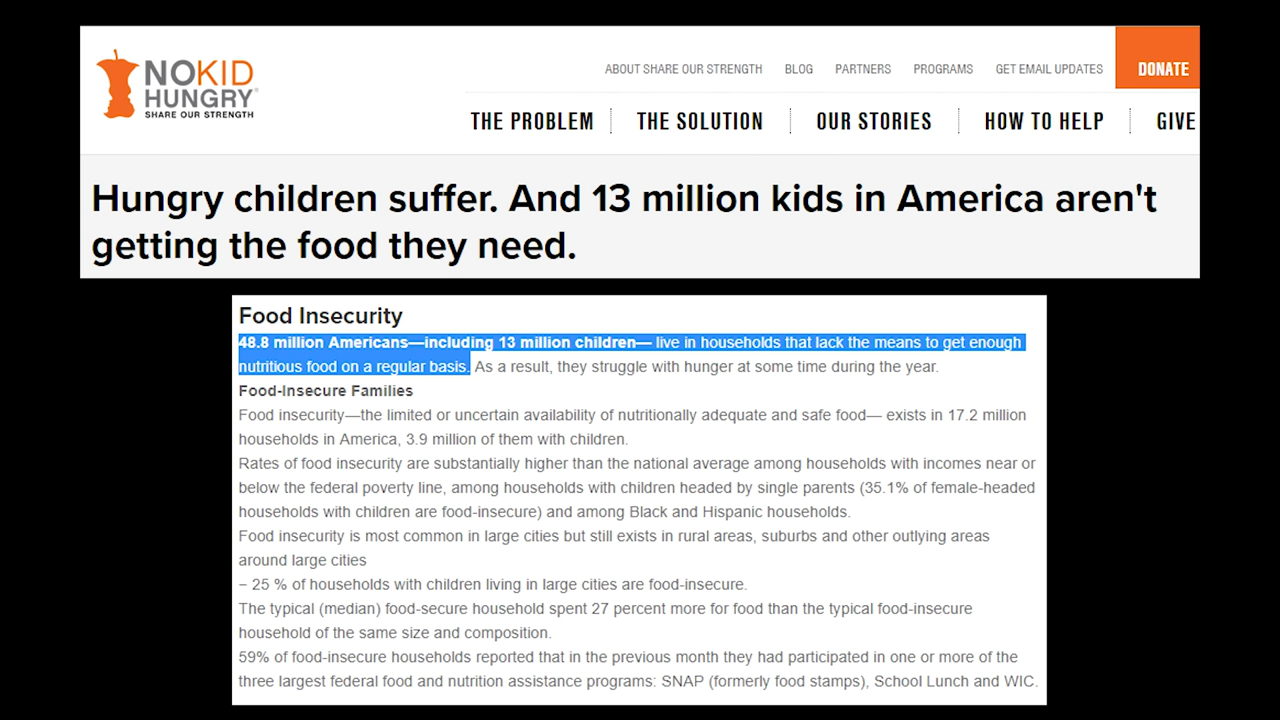 NOKID
HUNGRY®
SHARE OUR STRENGTH
ABOUT SHARE OUR STRENGTH BLOG PARTNERS PROGRAMS GET EMAIL UPDATES DONATE
THE PROBLEM THE SOLUTION OUR STORIES HOW TO HELP GIVE
Hungry children suffer. And 13 million kids in America aren't
getting the food they need.
Food Insecurity
48.8 million Americans—including 13 million children— live in households that lack the means to get enough
nutritious food on a regular basis. As a result, they struggle with hunger at some time during the year.
Food-Insecure Families
Food insecurity—the limited or uncertain availability of nutritionally adequate and safe food— exists in 17.2 million
households in America, 3.9 million of them with children.
Rates of food insecurity are substantially higher than the national average among households with incomes near or
below the federal poverty line, among households with children headed by single parents (35.1% of female-headed
households with children are food-insecure) and among Black and Hispanic households.
Food insecurity is most common in large cities but still exists in rural areas, suburbs and other outlying areas
around large cities
− 25 % of households with children living in large cities are food-insecure.
The typical (median) food-secure household spent 27 percent more for food than the typical food-insecure
household of the same size and composition.
59% of food-insecure households reported that in the previous month they had participated in one or more of the
three largest federal food and nutrition assistance programs: SNAP (formerly food stamps), School Lunch and WIC.